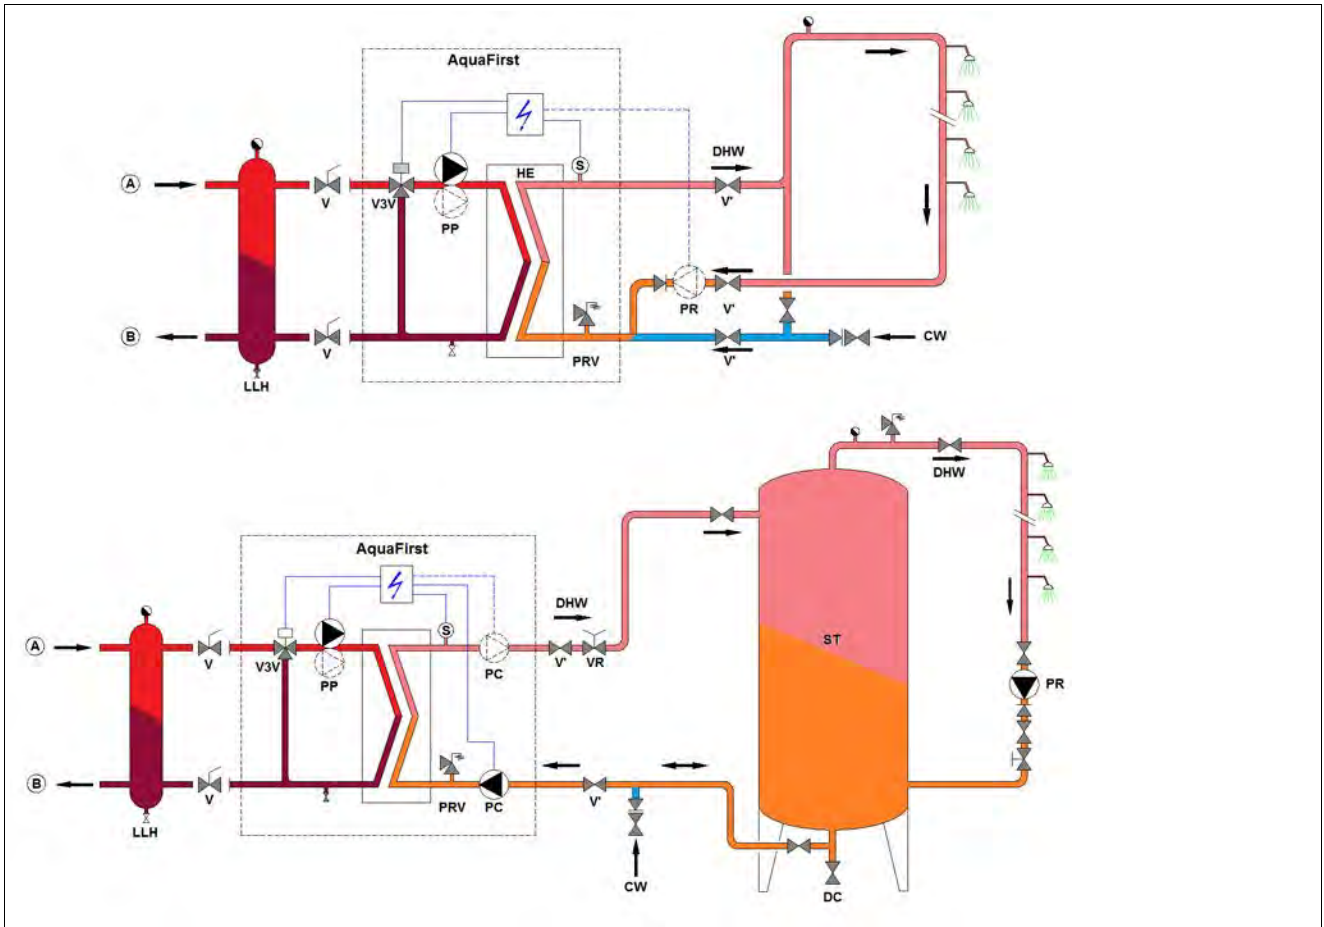 AquaFirst
DHW
HE
S
A
V
V3V
PP
V'
PR
V'
B
V
PRV
V'
CW
LLH
DHW
AquaFirst
DHW
S
A
V
V3V
PP
PC
V'
VR
ST
PR
B
V
PRV
PC
V'
LLH
CW
DC